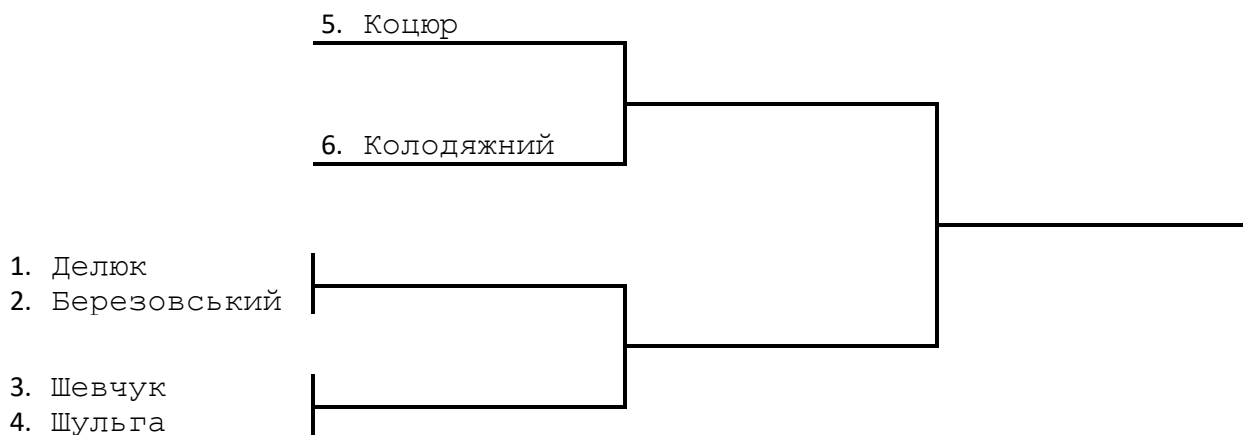 5. Коцюр
6. Колодяжний
1. Делюк
2. Березовський
3. Шевчук
4. Шульга